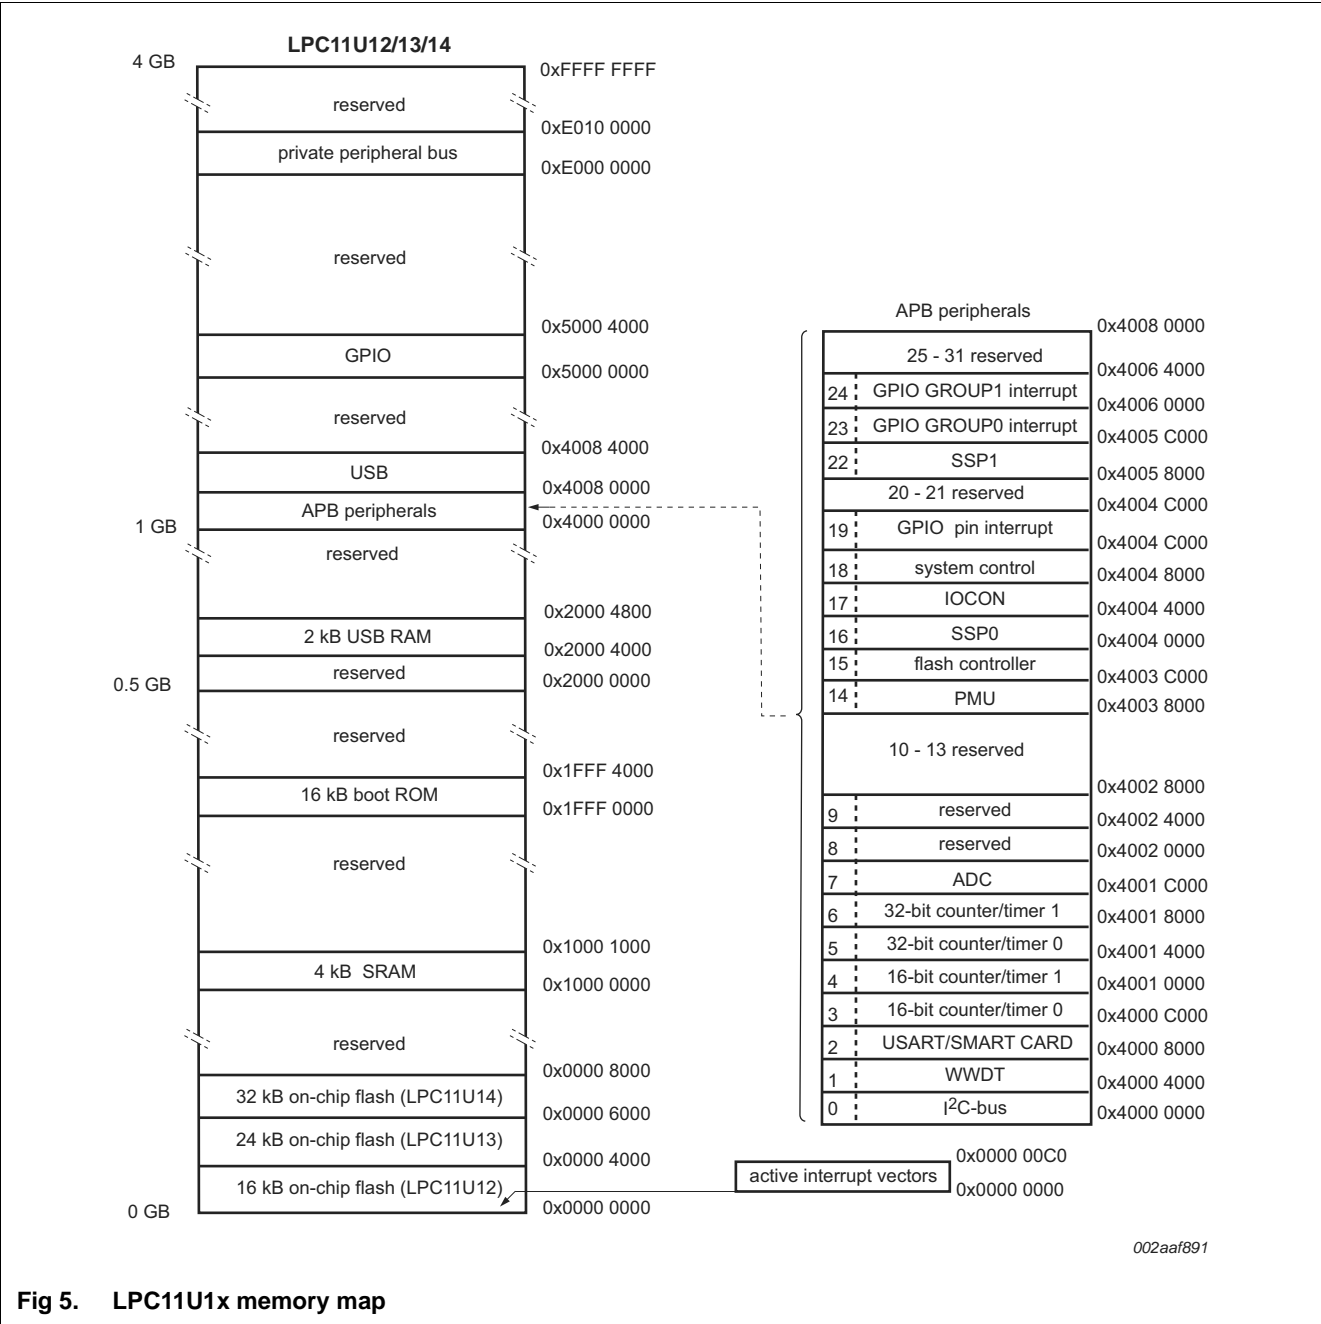 LPC11U12/13/14
4 GB
0xFFFF FFFF
reserved
0xE010 0000
private peripheral bus
0xE000 0000
reserved
0x5000 4000
GPIO
0x5000 0000
reserved
0x4008 4000
USB
0x4008 0000
APB peripherals
1 GB
0x4000 0000
reserved
0x2000 4800
2 kB USB RAM
0x2000 4000
reserved
0.5 GB
0x2000 0000
reserved
0x1FFF 4000
16 kB boot ROM
0x1FFF 0000
reserved
0x1000 1000
4 kB SRAM
0x1000 0000
reserved
0x0000 8000
32 kB on-chip flash (LPC11U14)
0x0000 6000
24 kB on-chip flash (LPC11U13)
0x0000 4000
16 kB on-chip flash (LPC11U12)
0 GB
0x0000 0000
APB peripherals
0x4008 0000
25 - 31 reserved
0x4006 4000
24 GPIO GROUP1 interrupt
0x4006 0000
23 GPIO GROUP0 interrupt
0x4005 C000
22 SSP1
0x4005 8000
20 - 21 reserved
0x4004 C000
19 GPIO pin interrupt
0x4004 C000
18 system control
0x4004 8000
17 IOCON
0x4004 4000
16 SSP0
0x4004 0000
15 flash controller
0x4003 C000
14 PMU
0x4003 8000
10 - 13 reserved
0x4002 8000
9 reserved
0x4002 4000
8 reserved
0x4002 0000
7 ADC
0x4001 C000
6 32-bit counter/timer 1
0x4001 8000
5 32-bit counter/timer 0
0x4001 4000
4 16-bit counter/timer 1
0x4001 0000
3 16-bit counter/timer 0
0x4000 C000
2 USART/SMART CARD
0x4000 8000
1 WWDT
0x4000 4000
0 I2C-bus
0x4000 0000
0x0000 00C0
active interrupt vectors
0x0000 0000
002aaf891
Fig 5. LPC11U1x memory map